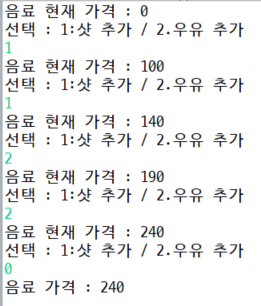 음료 현재 가격 : 0
선택 : 1:샷 추가 / 2.우유 추가
1
음료 현재 가격 : 100
선택 : 1:샷 추가 / 2.우유 추가
1
음료 현재 가격 : 140
선택 : 1:샷 추가 / 2.우유 추가
2
음료 현재 가격 : 190
선택 : 1:샷 추가 / 2.우유 추가
2
음료 현재 가격 : 240
선택 : 1:샷 추가 / 2.우유 추가
0
음료 가격 : 240